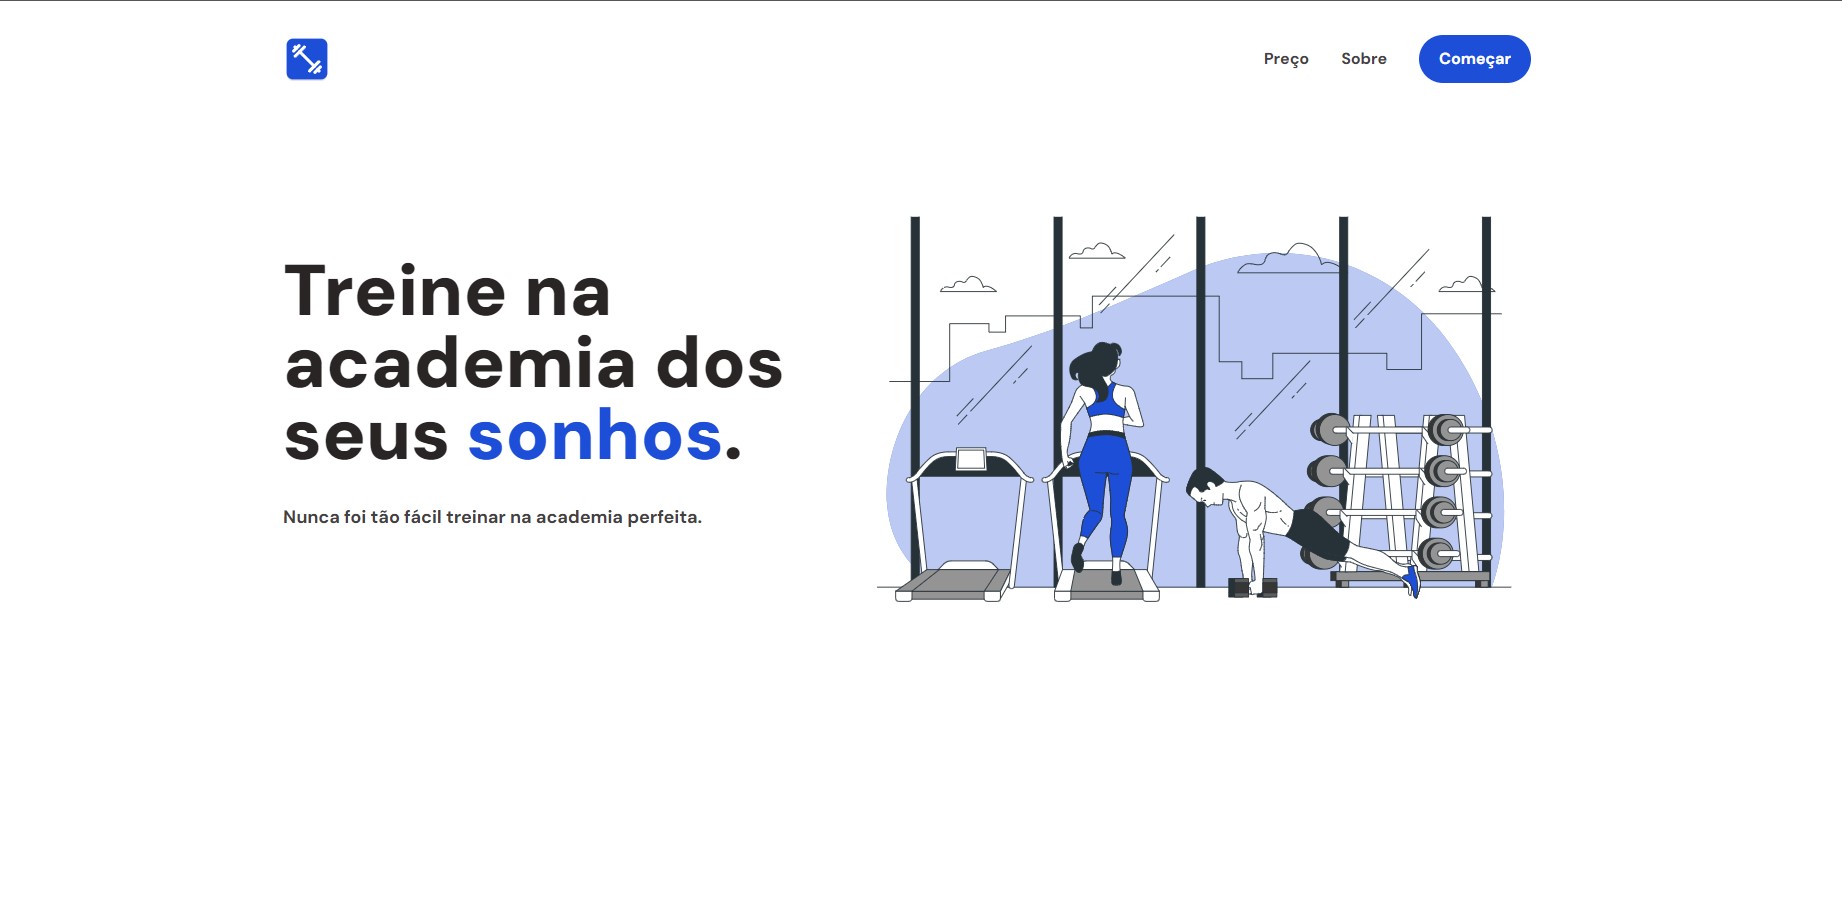 Preço Sobre Começar
Treine na
academia dos
seus sonhos.
Nunca foi tão fácil treinar na academia perfeita.